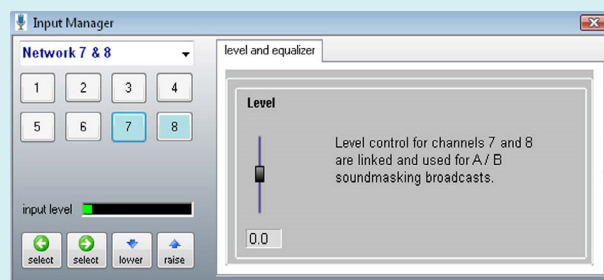 Input Manager
Network 7 & 8
1 2 3 4
5 6 7 8
input level
select select lower raise
level and equalizer
Level
Level control for channels 7 and 8
are linked and used for A / B
soundmasking broadcasts.
0.0